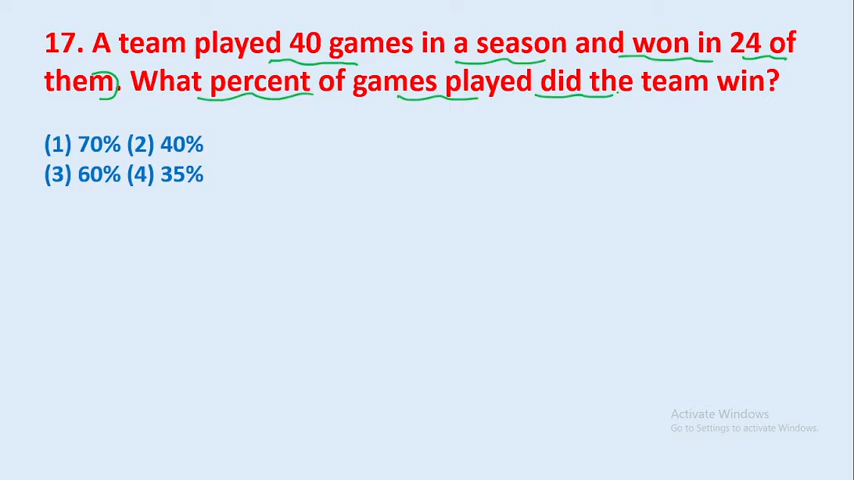 17. A team played 40 games in a season and won in 24 of
them. What percent of games played did the team win?
(1) 70% (2) 40%
(3) 60% (4) 35%
Activate Windows
Go to Settings to activate Windows.